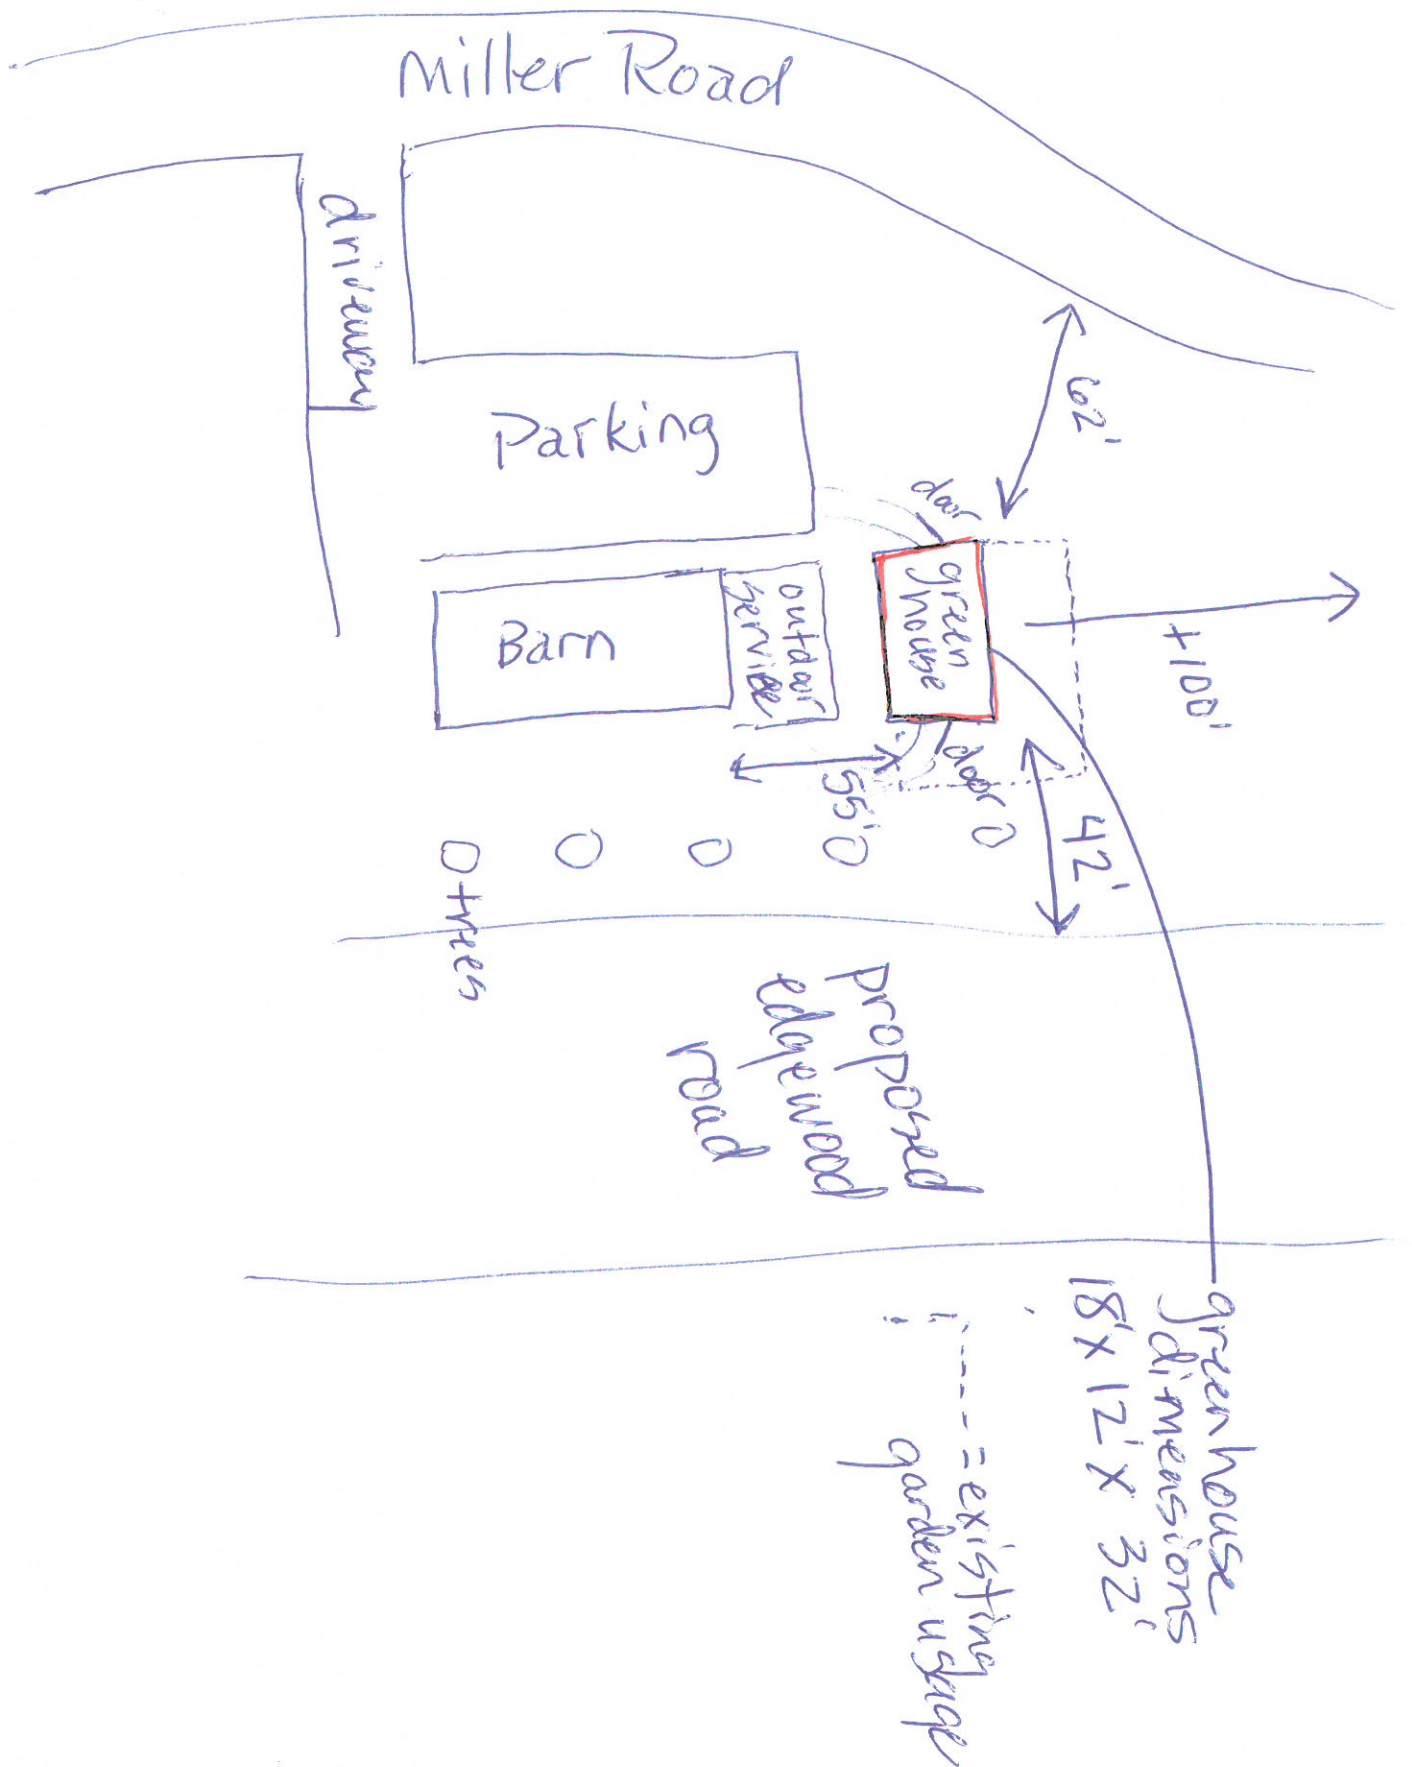 Miller Road
driveway
62'
Parking
door
green
house
+100'
Barn
outdoor
service
door
55'
42'
trees
proposed
edgewood
road
greenhouse
dimensions
18' x 12' x 32'
---- = existing
garden usage